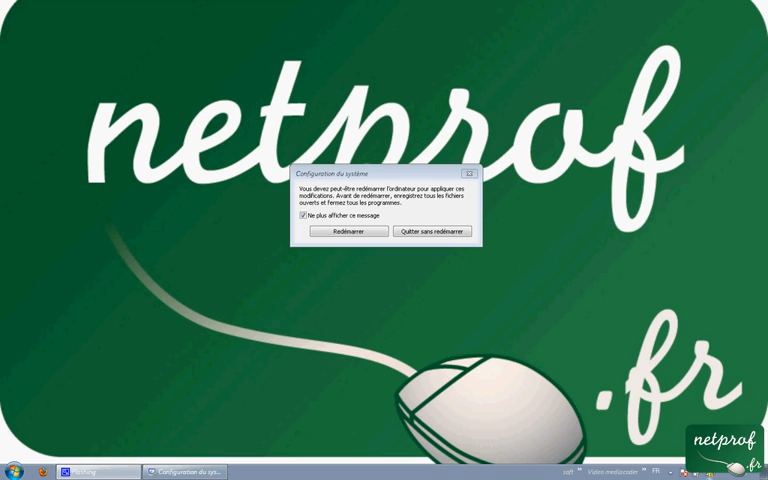 netprof
.fr
Configuration du système
Vous devez peut-être redémarrer l'ordinateur pour appliquer ces
modifications. Avant de redémarrer, enregistrez tous les fichiers
ouverts et fermez tous les programmes.
Ne plus afficher ce message
Redémarrer
Quitter sans redémarrer
netprof
.fr
Configuration du sys...
soft
Video mediacoder
FR